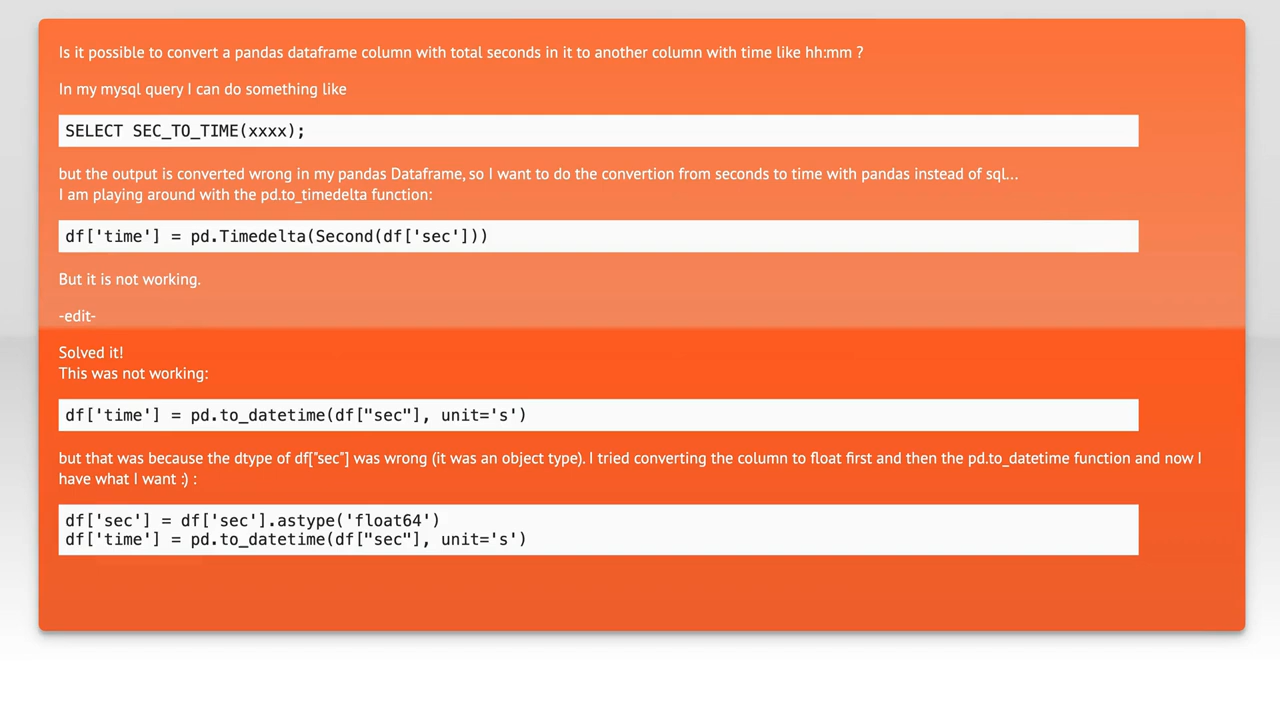 Is it possible to convert a pandas dataframe column with total seconds in it to another column with time like hh:mm ?
In my mysql query I can do something like
SELECT SEC_TO_TIME(xxxx);
but the output is converted wrong in my pandas Dataframe, so I want to do the convertion from seconds to time with pandas instead of sql...
I am playing around with the pd.to_timedelta function:
df['time'] = pd.Timedelta(Second(df['sec']))
But it is not working.
-edit-
Solved it!
This was not working:
df['time'] = pd.to_datetime(df["sec"], unit='s')
but that was because the dtype of df["sec"] was wrong (it was an object type). I tried converting the column to float first and then the pd.to_datetime function and now I
have what I want :) :
df['sec'] = df['sec'].astype('float64')
df['time'] = pd.to_datetime(df["sec"], unit='s')